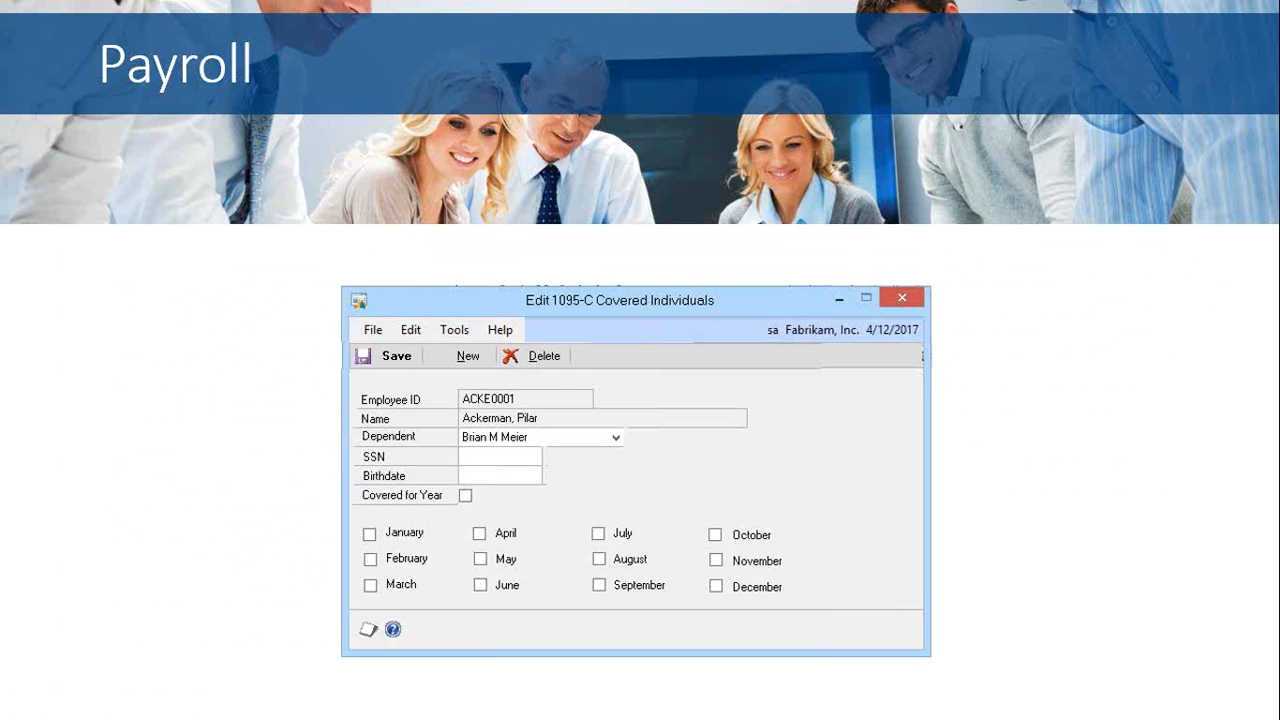 Payroll
Edit 1095-C Covered Individuals
File Edit Tools Help sa Fabrikam, Inc. 4/12/2017
Save New Delete
Employee ID ACKE0001
Name Ackerman, Pilar
Dependent Brian M Meier
SSN
Birthdate
Covered for Year
January April July October
February May August November
March June September December